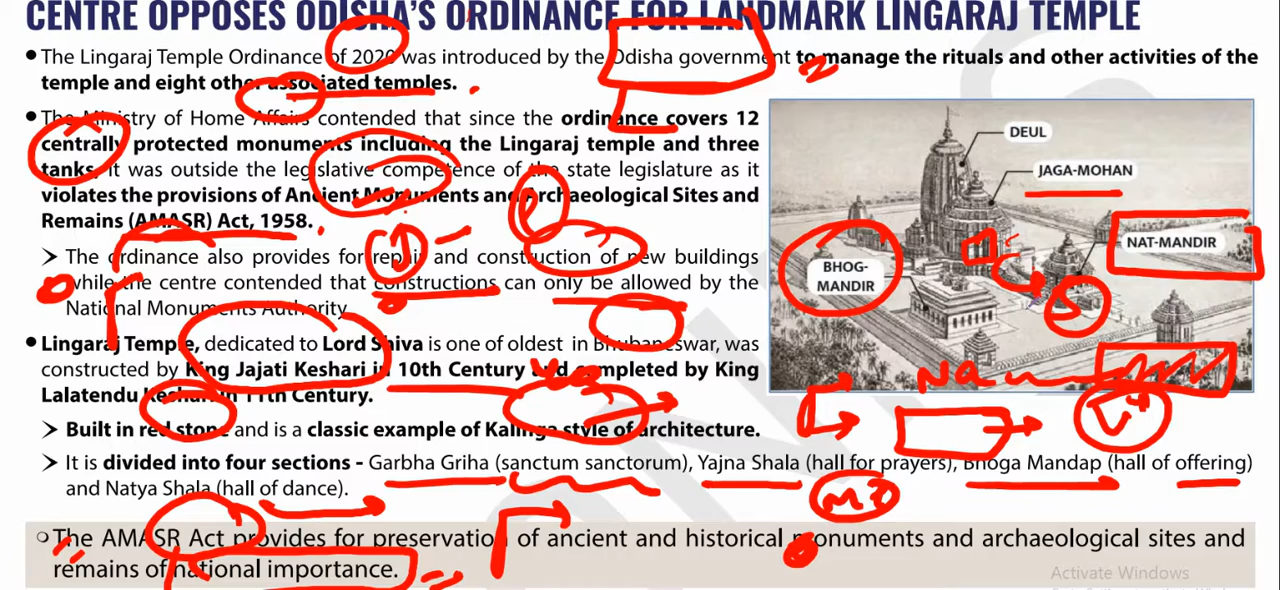 CENTRE OPPOSES ODISHA'S ORDINANCE FOR LANDMARK LINGARAJ TEMPLE
• The Lingaraj Temple Ordinance of 2020 was introduced by the Odisha government to manage the rituals and other activities of the
temple and eight other associated temples.
• The Ministry of Home Affairs contended that since the ordinance covers 12
centrally protected monuments including the Lingaraj temple and three
tanks, it was outside the legislative competence of the state legislature as it
violates the provisions of Ancient Monuments and Archaeological Sites and
Remains (AMASR) Act, 1958.
➤ The ordinance also provides for repair and construction of new buildings
while the centre contended that constructions can only be allowed by the
National Monuments Authority
• Lingaraj Temple, dedicated to Lord Shiva is one of oldest in Bhubaneswar, was
constructed by King Jajati Keshari in 10th Century and completed by King
Lalatendu Keshari in 11th Century.
➤ Built in red stone and is a classic example of Kalinga style of architecture.
➤ It is divided into four sections - Garbha Griha (sanctum sanctorum), Yajna Shala (hall for prayers), Bhoga Mandap (hall of offering)
and Natya Shala (hall of dance).
DEUL
JAGA-MOHAN
NAT-MANDIR
BHOG-
MANDIR
○ The AMASR Act provides for preservation of ancient and historical monuments and archaeological sites and
remains of national importance.
Activate Windows